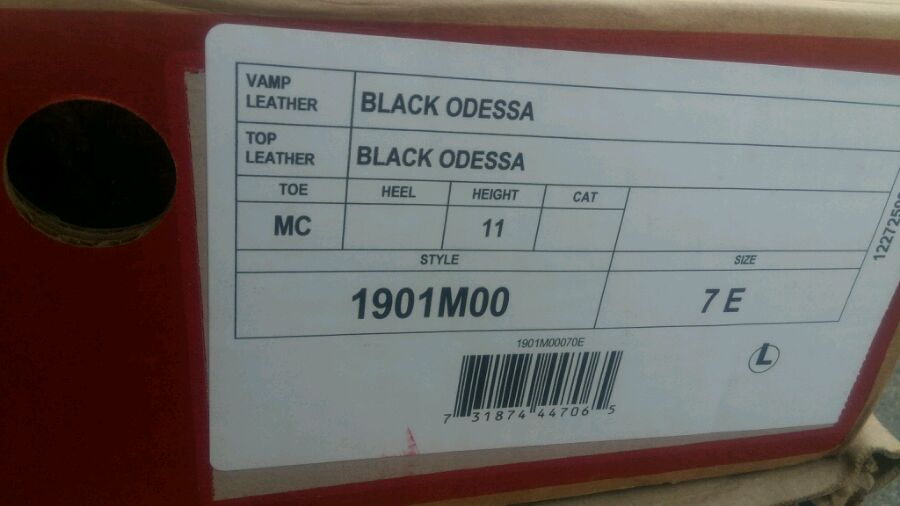 VAMP
LEATHER
BLACK ODESSA
TOP
LEATHER
BLACK ODESSA
TOE HEEL HEIGHT CAT
MC 11
STYLE SIZE
1901M00 7 E
1901M00070E
L
7 31874 44706 5